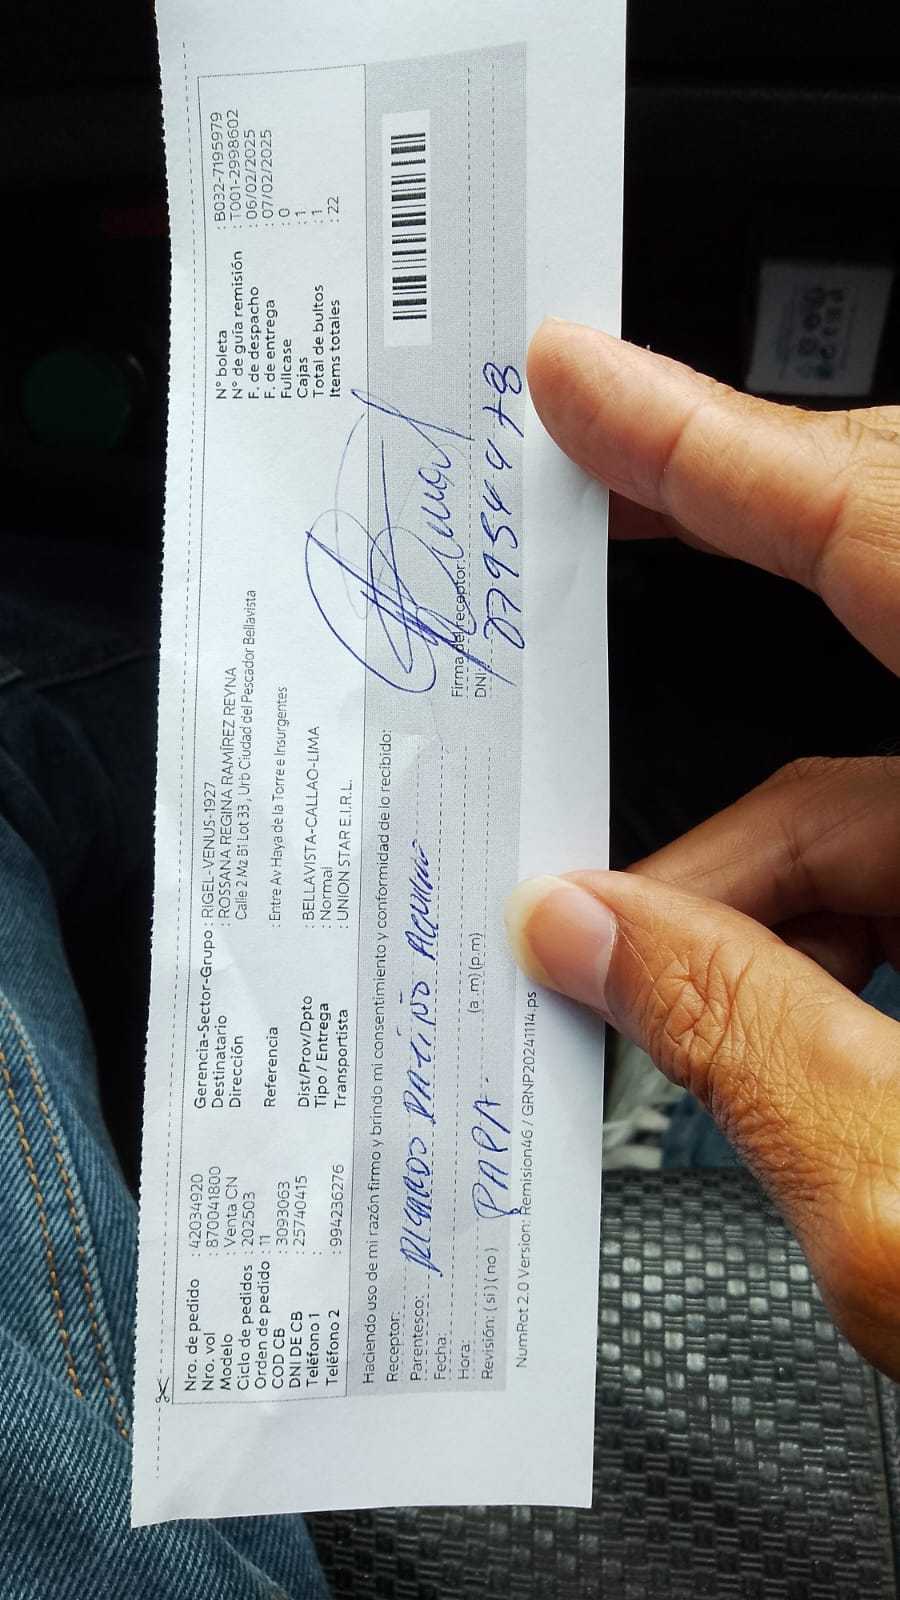 Nro. de pedido : 42034920
Nro. vol : 870041800
Modelo : Venta CN
Ciclo de pedidos : 202503
Orden de pedido : 11
COD CB : 3093063
DNI DE CB : 25740415
Teléfono 1 :
Teléfono 2 : 994236276
Gerencia-Sector-Grupo : RIGEL-VENUS-1927
Destinatario : ROSSANA REGINA RAMÍREZ REYNA
Dirección Calle 2 Mz B1 Lot 33 , Urb Ciudad del Pescador Bellavista
Referencia : Entre Av Haya de la Torre e Insurgentes
Dist/Prov/Dpto : BELLAVISTA-CALLAO-LIMA
Tipo / Entrega : Normal
Transportista : UNION STAR E.I.R.L.
N° boleta : B032-7195979
N° de guía remisión : T001-2998602
F. de despacho : 06/02/2025
F. de entrega : 07/02/2025
Fullcase : 0
Cajas : 1
Total de bultos : 1
Items totales : 22
Haciendo uso de mi razón firmo y brindo mi consentimiento y conformidad de lo recibido:
Receptor:
Parentesco: RICARDO PATIÑO
Fecha:
Hora: (a.m)(p.m)
Revisión: (si)(no) PAPA.
Firma del receptor:
DNI:
NumRot 2.0 Version: Remision46 / GRNP20241114.ps